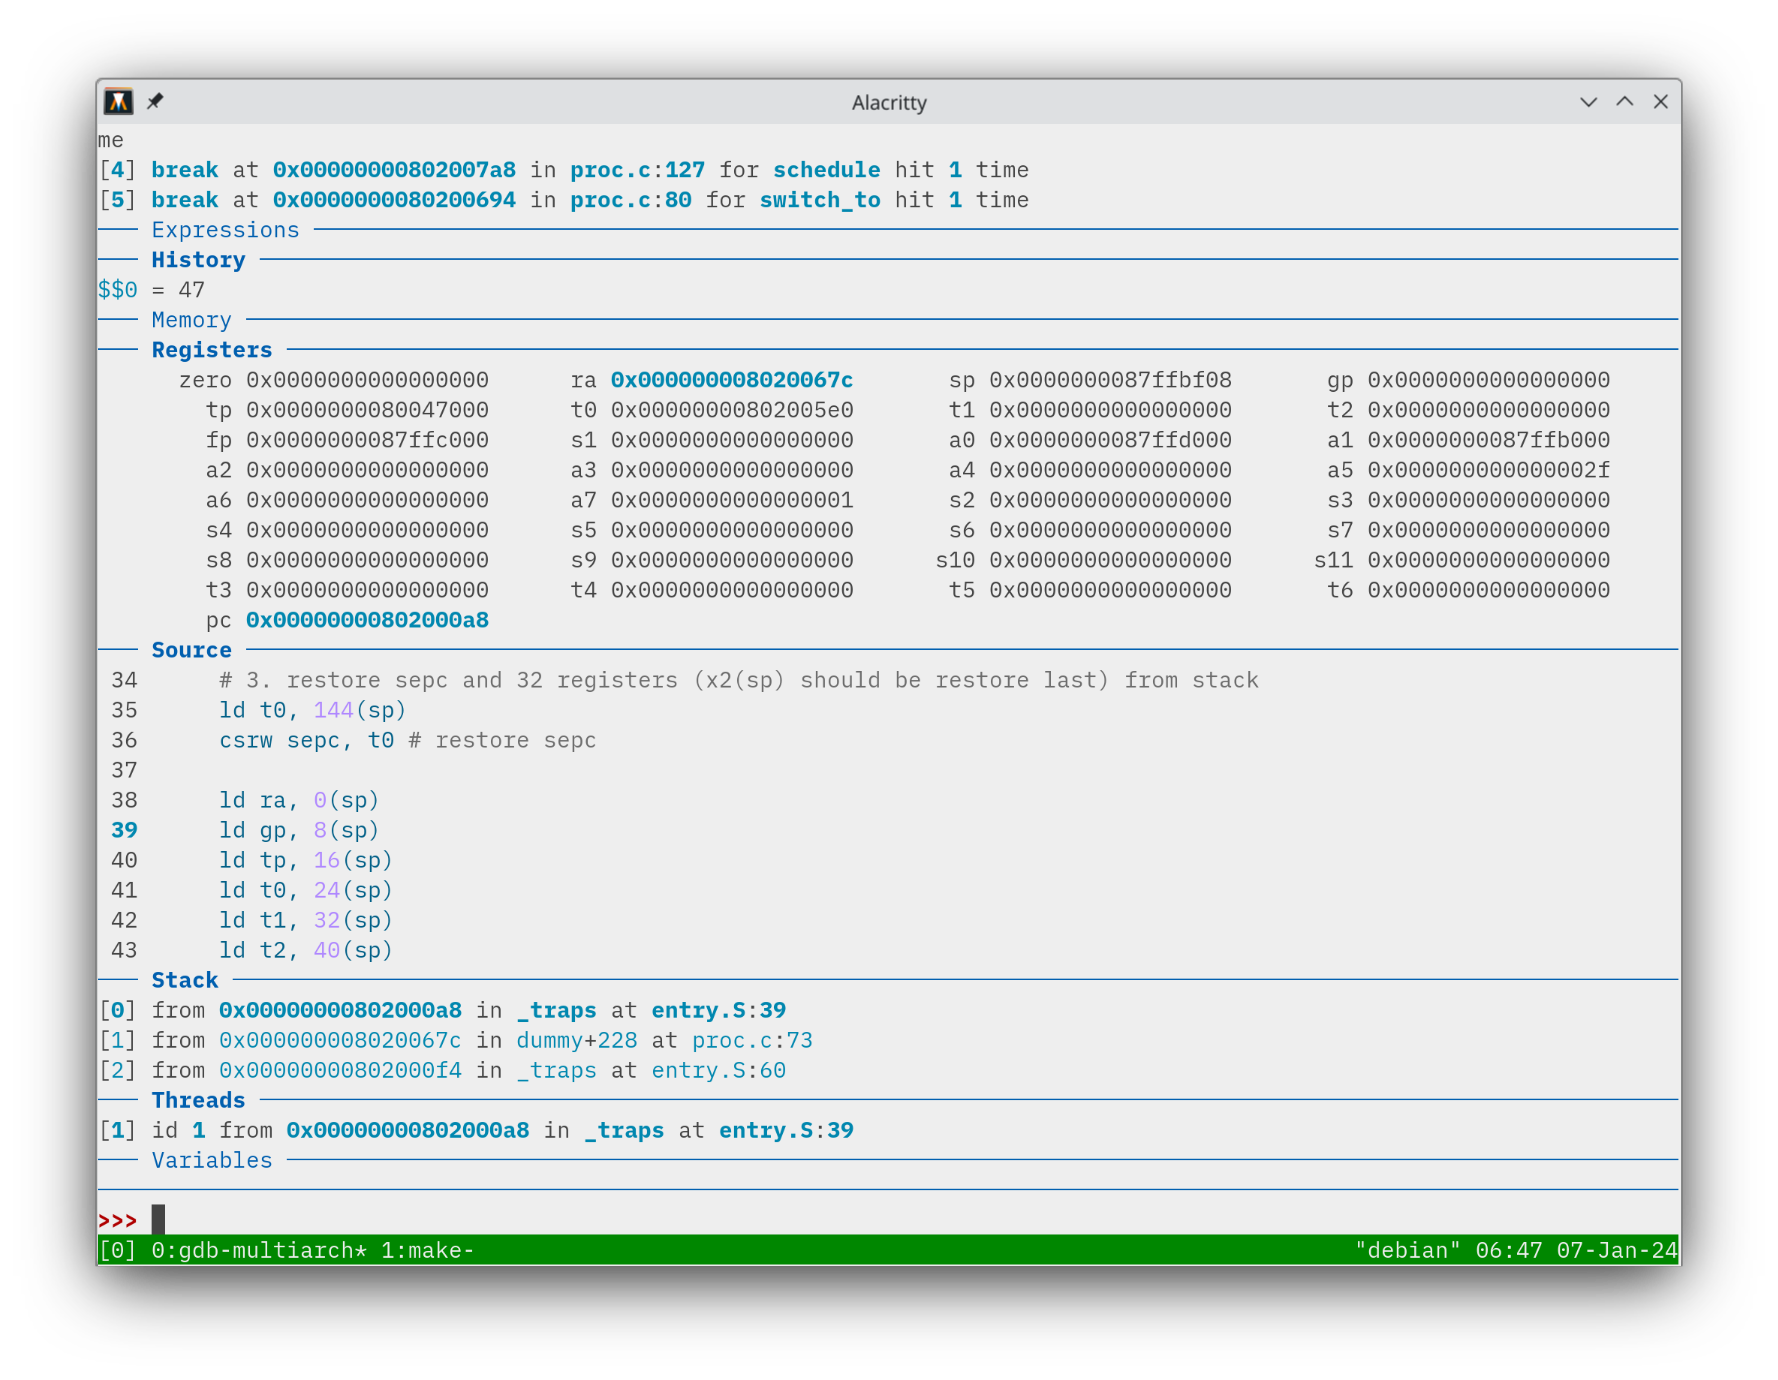 Alacritty
me
[4] break at 0x00000000802007a8 in proc.c:127 for schedule hit 1 time
[5] break at 0x0000000080200694 in proc.c:80 for switch_to hit 1 time
Expressions
History
$$0 = 47
Memory
Registers
zero 0x0000000000000000 ra 0x000000008020067c sp 0x0000000087ffbf08 gp 0x0000000000000000
tp 0x0000000080047000 t0 0x00000000802005e0 t1 0x0000000000000000 t2 0x0000000000000000
fp 0x0000000087ffc000 s1 0x0000000000000000 a0 0x0000000087ffd000 a1 0x0000000087ffb000
a2 0x0000000000000000 a3 0x0000000000000000 a4 0x0000000000000000 a5 0x000000000000002f
a6 0x0000000000000000 a7 0x0000000000000001 s2 0x0000000000000000 s3 0x0000000000000000
s4 0x0000000000000000 s5 0x0000000000000000 s6 0x0000000000000000 s7 0x0000000000000000
s8 0x0000000000000000 s9 0x0000000000000000 s10 0x0000000000000000 s11 0x0000000000000000
t3 0x0000000000000000 t4 0x0000000000000000 t5 0x0000000000000000 t6 0x0000000000000000
pc 0x00000000802000a8
Source
34 # 3. restore sepc and 32 registers (x2(sp) should be restore last) from stack
35 ld t0, 144(sp)
36 csrw sepc, t0 # restore sepc
37
38 ld ra, 0(sp)
39 ld gp, 8(sp)
40 ld tp, 16(sp)
41 ld t0, 24(sp)
42 ld t1, 32(sp)
43 ld t2, 40(sp)
Stack
[0] from 0x00000000802000a8 in _traps at entry.S:39
[1] from 0x000000008020067c in dummy+228 at proc.c:73
[2] from 0x00000000802000f4 in _traps at entry.S:60
Threads
[1] id 1 from 0x00000000802000a8 in _traps at entry.S:39
Variables
>>>
[0] 0:gdb-multiarch* 1:make- "debian" 06:47 07-Jan-24